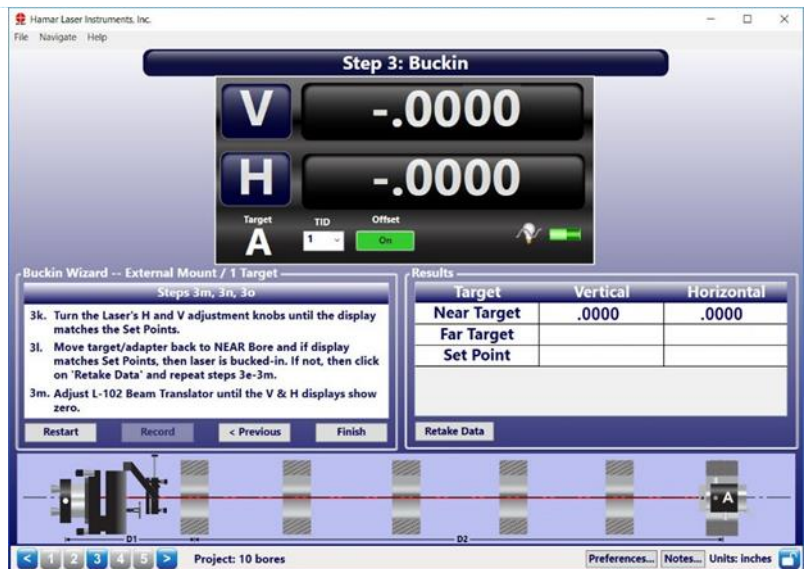 Hamar Laser Instruments, Inc.
File Navigate Help
Step 3: Buckin
V -.0000
H -.0000
Target TID Offset
A 1 On
Buckin Wizard -- External Mount / 1 Target
Steps 3m, 3n, 3o
3k. Turn the Laser's H and V adjustment knobs until the display
matches the Set Points.
3l. Move target/adapter back to NEAR Bore and if display
matches Set Points, then laser is bucked-in. If not, then click
on 'Retake Data' and repeat steps 3e-3m.
3m. Adjust L-102 Beam Translator until the V & H displays show
zero.
Restart Record < Previous Finish
Results
Target Vertical Horizontal
Near Target .0000 .0000
Far Target
Set Point
Retake Data
A
D1 D2
< 1 2 3 4 5 > Project: 10 bores Preferences... Notes... Units: inches